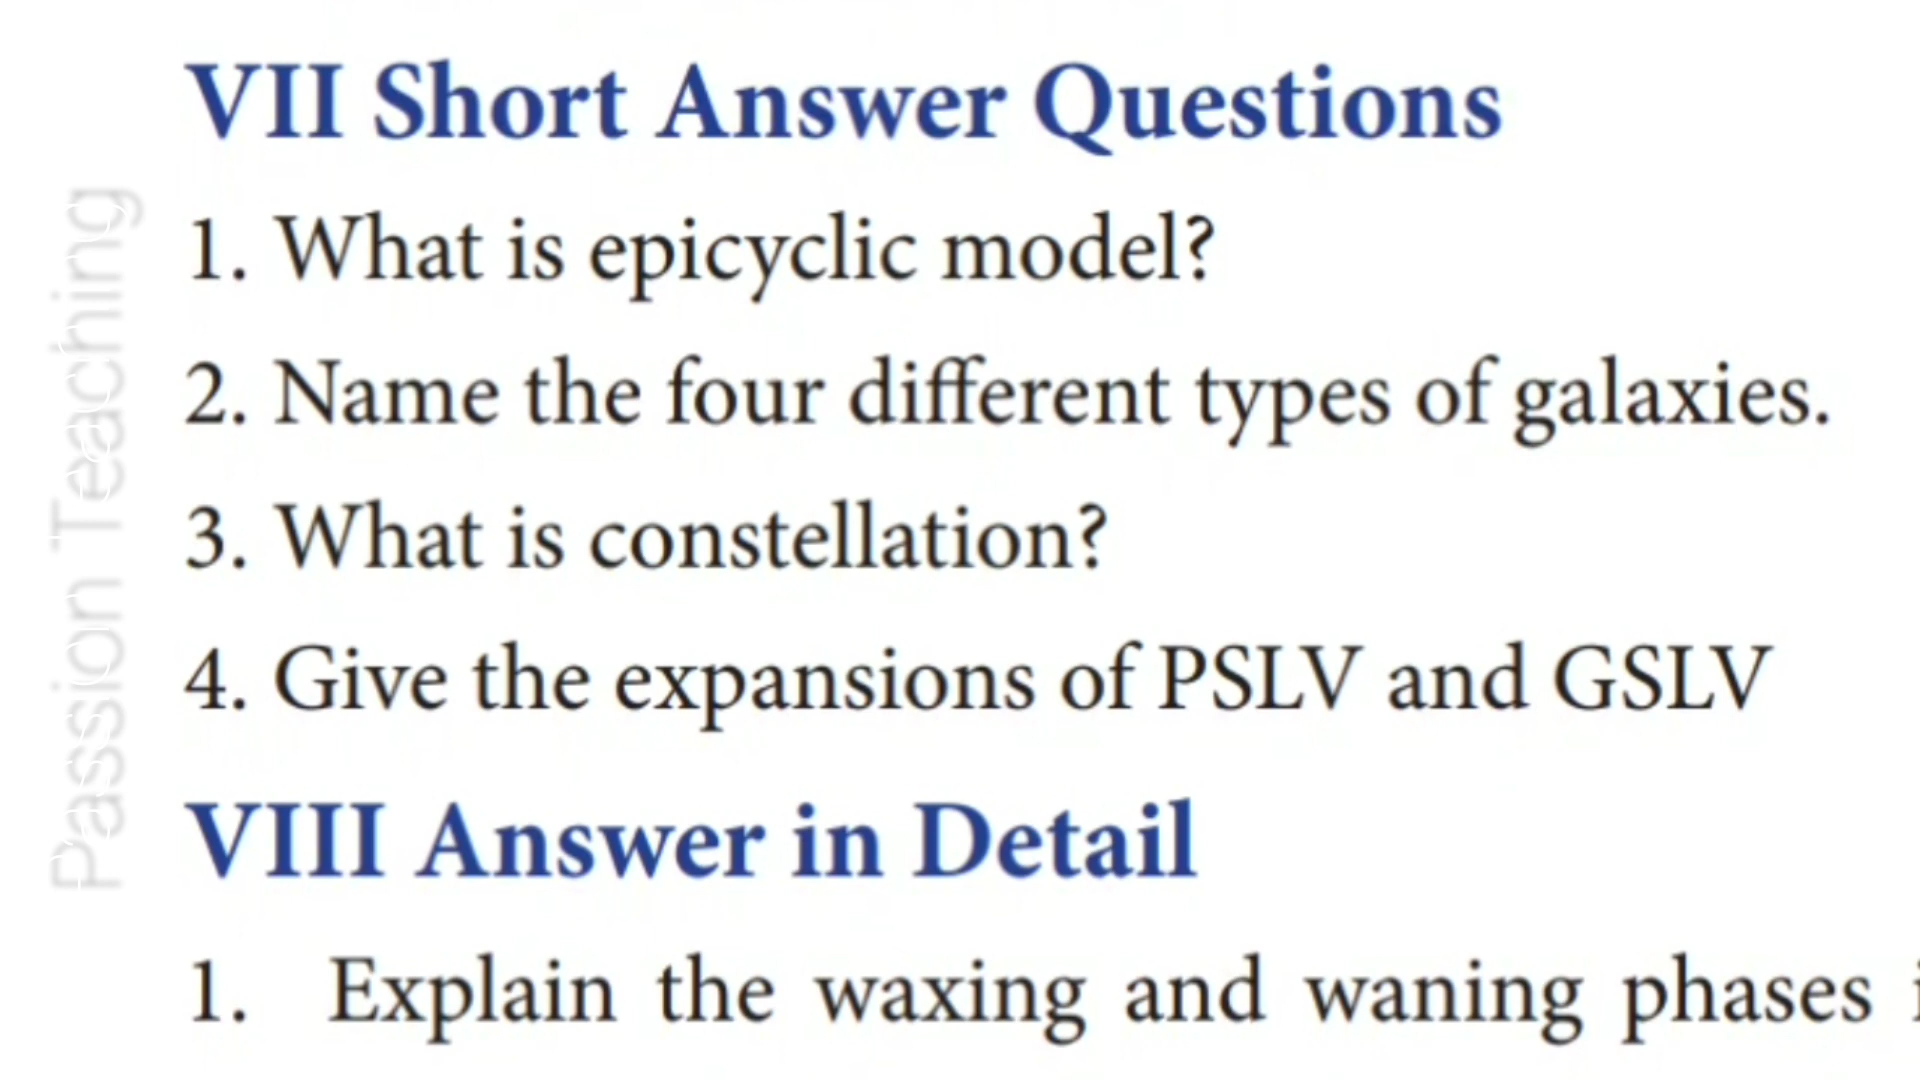 VII Short Answer Questions
1. What is epicyclic model?
2. Name the four different types of galaxies.
3. What is constellation?
4. Give the expansions of PSLV and GSLV
VIII Answer in Detail
1. Explain the waxing and waning phases
Passion Teaching